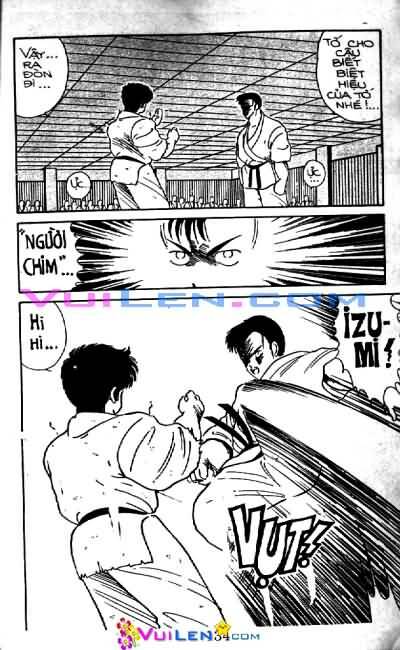 VẬY...
RA
ĐÒN
ĐI...
TỚ CHO
CẬU
BIẾT
BIỆT
HIỆU
CỦA TỚ
NHÉ!...
ỰC
ỰC
"NGƯỜI
CHIM"...
VUILEN.COM
HI
HI...
IZU-
MI!
VỤT!!
VUILEN.COM
34